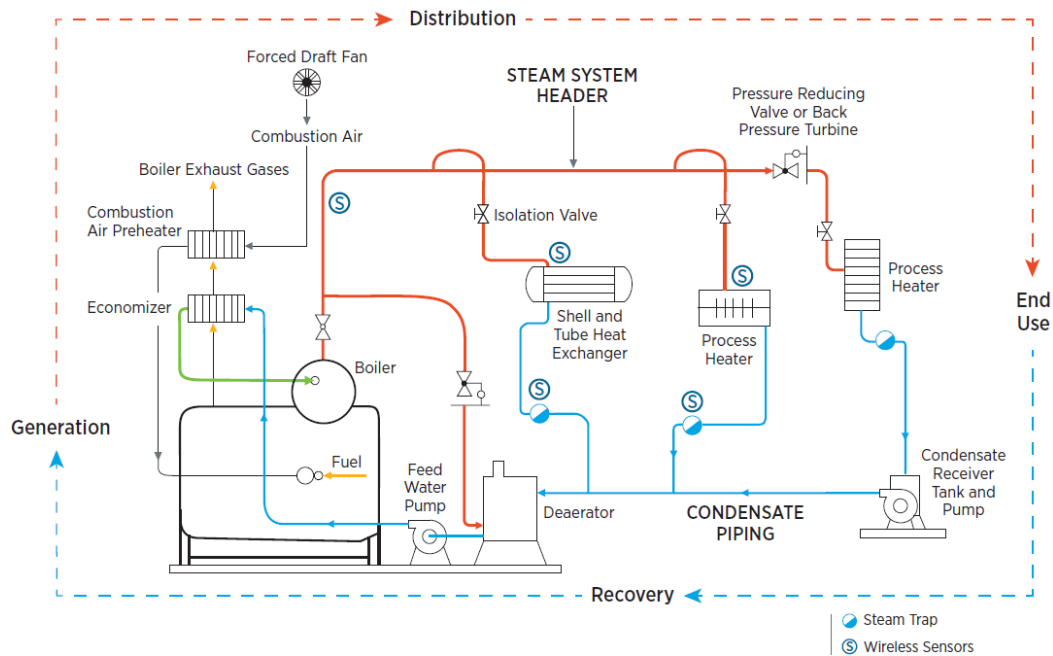 Distribution
Forced Draft Fan
STEAM SYSTEM
HEADER
Pressure Reducing
Valve or Back
Pressure Turbine
Combustion Air
Boiler Exhaust Gases
S
Combustion
Air Preheater
Isolation Valve
S
S
Process
Heater
Economizer
End
Use
Shell and
Tube Heat
Exchanger
Process
Heater
Boiler
S
S
Generation
Fuel
Feed
Water
Pump
Condensate
Receiver
Tank and
Pump
Deaerator
CONDENSATE
PIPING
Recovery
Steam Trap
S Wireless Sensors